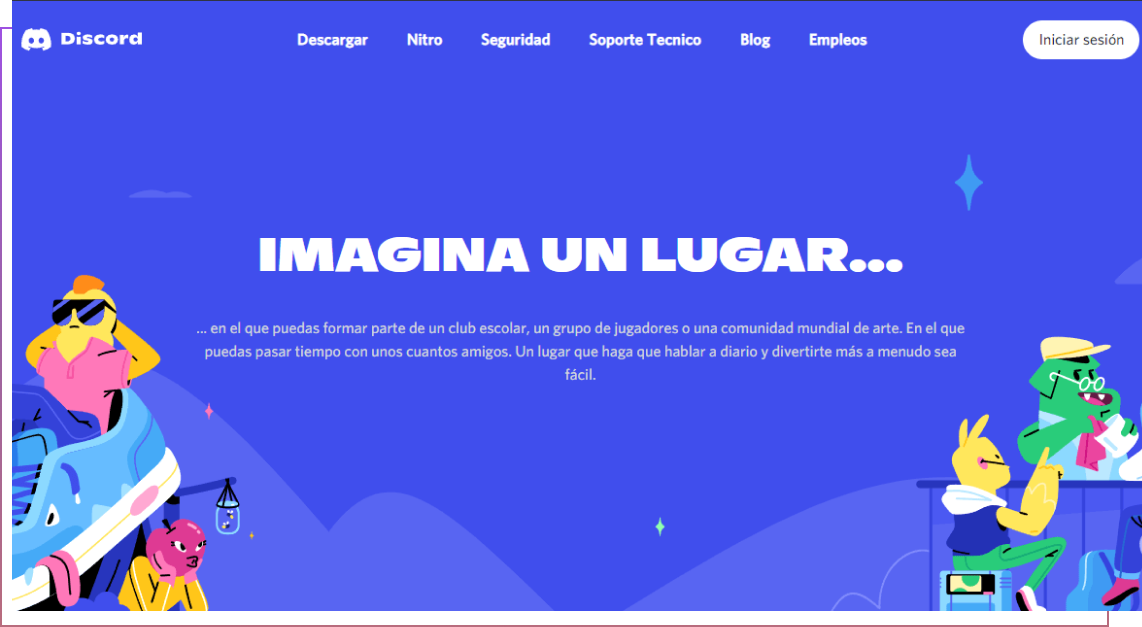 Discord
Descargar
Nitro
Seguridad
Soporte Tecnico
Blog
Empleos
Iniciar sesión
IMAGINA UN LUGAR...
... en el que puedas formar parte de un club escolar, un grupo de jugadores o una comunidad mundial de arte. En el que
puedas pasar tiempo con unos cuantos amigos. Un lugar que haga que hablar a diario y divertirte más a menudo sea
fácil.